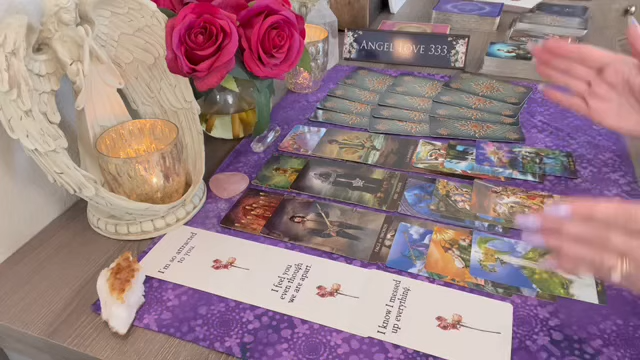 ANGEL LOVE 333
I'm so attracted
to you.
I feel you
even though
we are apart.
I know I messed
up everything.